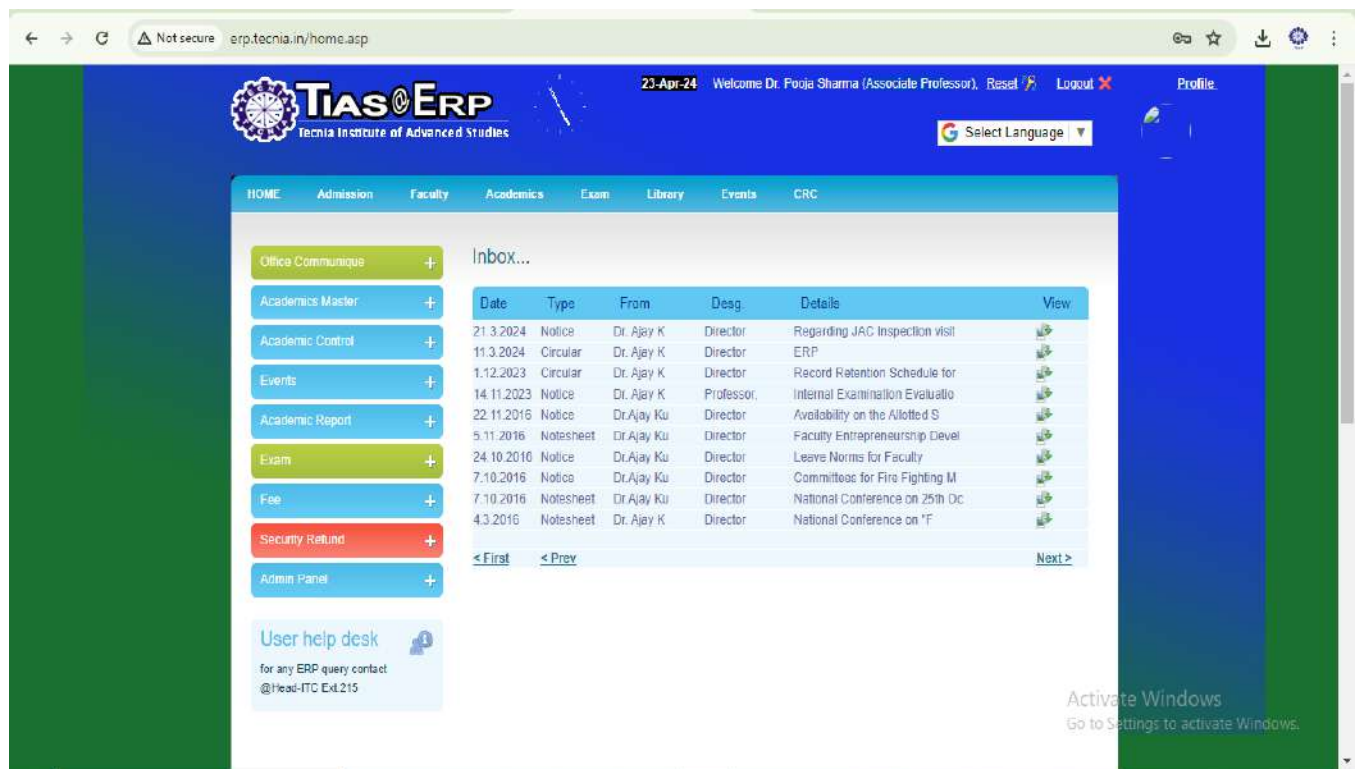 Not secure erp.tecnia.in/home.asp
TIAS@ERP
Tecnia Institute of Advanced Studies
23-Apr-24 Welcome Dr. Pooja Sharma (Associate Professor), Reset Logout Profile
Select Language ▼
HOME Admission Faculty Academics Exam Library Events CRC
Office Communique +
Academics Master +
Academic Control +
Events +
Academic Report +
Exam +
Fee +
Security Refund +
Admin Panel +
User help desk
for any ERP query contact
@Head-ITC Ext.215
Inbox...
Date Type From Desg. Details View
21.3.2024 Notice Dr. Ajay K Director Regarding JAC Inspection visit
11.3.2024 Circular Dr. Ajay K Director ERP
1.12.2023 Circular Dr. Ajay K Director Record Retention Schedule for
14.11.2023 Notice Dr. Ajay K Professor, Internal Examination Evaluatio
22.11.2016 Notice Dr.Ajay Ku Director Availability on the Allotted S
5.11.2016 Notesheet Dr.Ajay Ku Director Faculty Entrepreneurship Devel
24.10.2016 Notice Dr.Ajay Ku Director Leave Norms for Faculty
7.10.2016 Notice Dr.Ajay Ku Director Committees for Fire Fighting M
7.10.2016 Notesheet Dr.Ajay Ku Director National Conference on 25th Oc
4.3.2016 Notesheet Dr. Ajay K Director National Conference on "F
< First < Prev Next >
Activate Windows
Go to Settings to activate Windows.